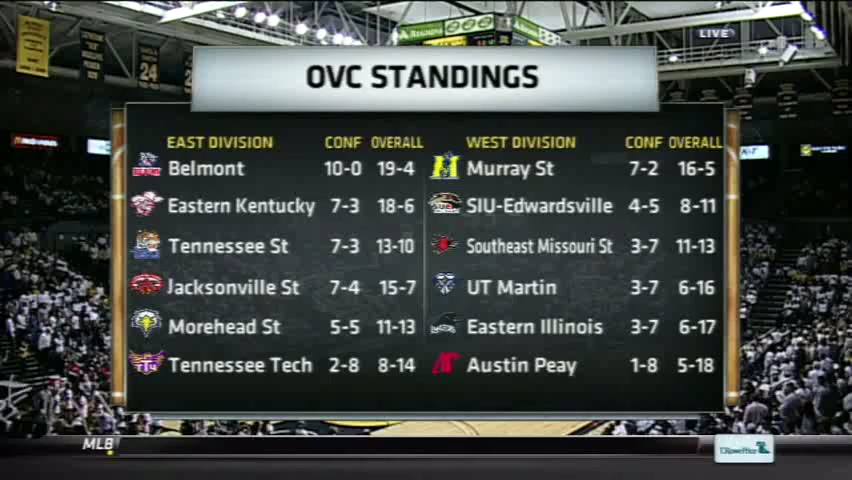 LIVE
OVC STANDINGS
EAST DIVISION CONF OVERALL
Belmont 10-0 19-4
Eastern Kentucky 7-3 18-6
Tennessee St 7-3 13-10
Jacksonville St 7-4 15-7
Morehead St 5-5 11-13
Tennessee Tech 2-8 8-14
WEST DIVISION CONF OVERALL
Murray St 7-2 16-5
SIU-Edwardsville 4-5 8-11
Southeast Missouri St 3-7 11-13
UT Martin 3-7 6-16
Eastern Illinois 3-7 6-17
Austin Peay 1-8 5-18
24
MLB
T.RowePrice